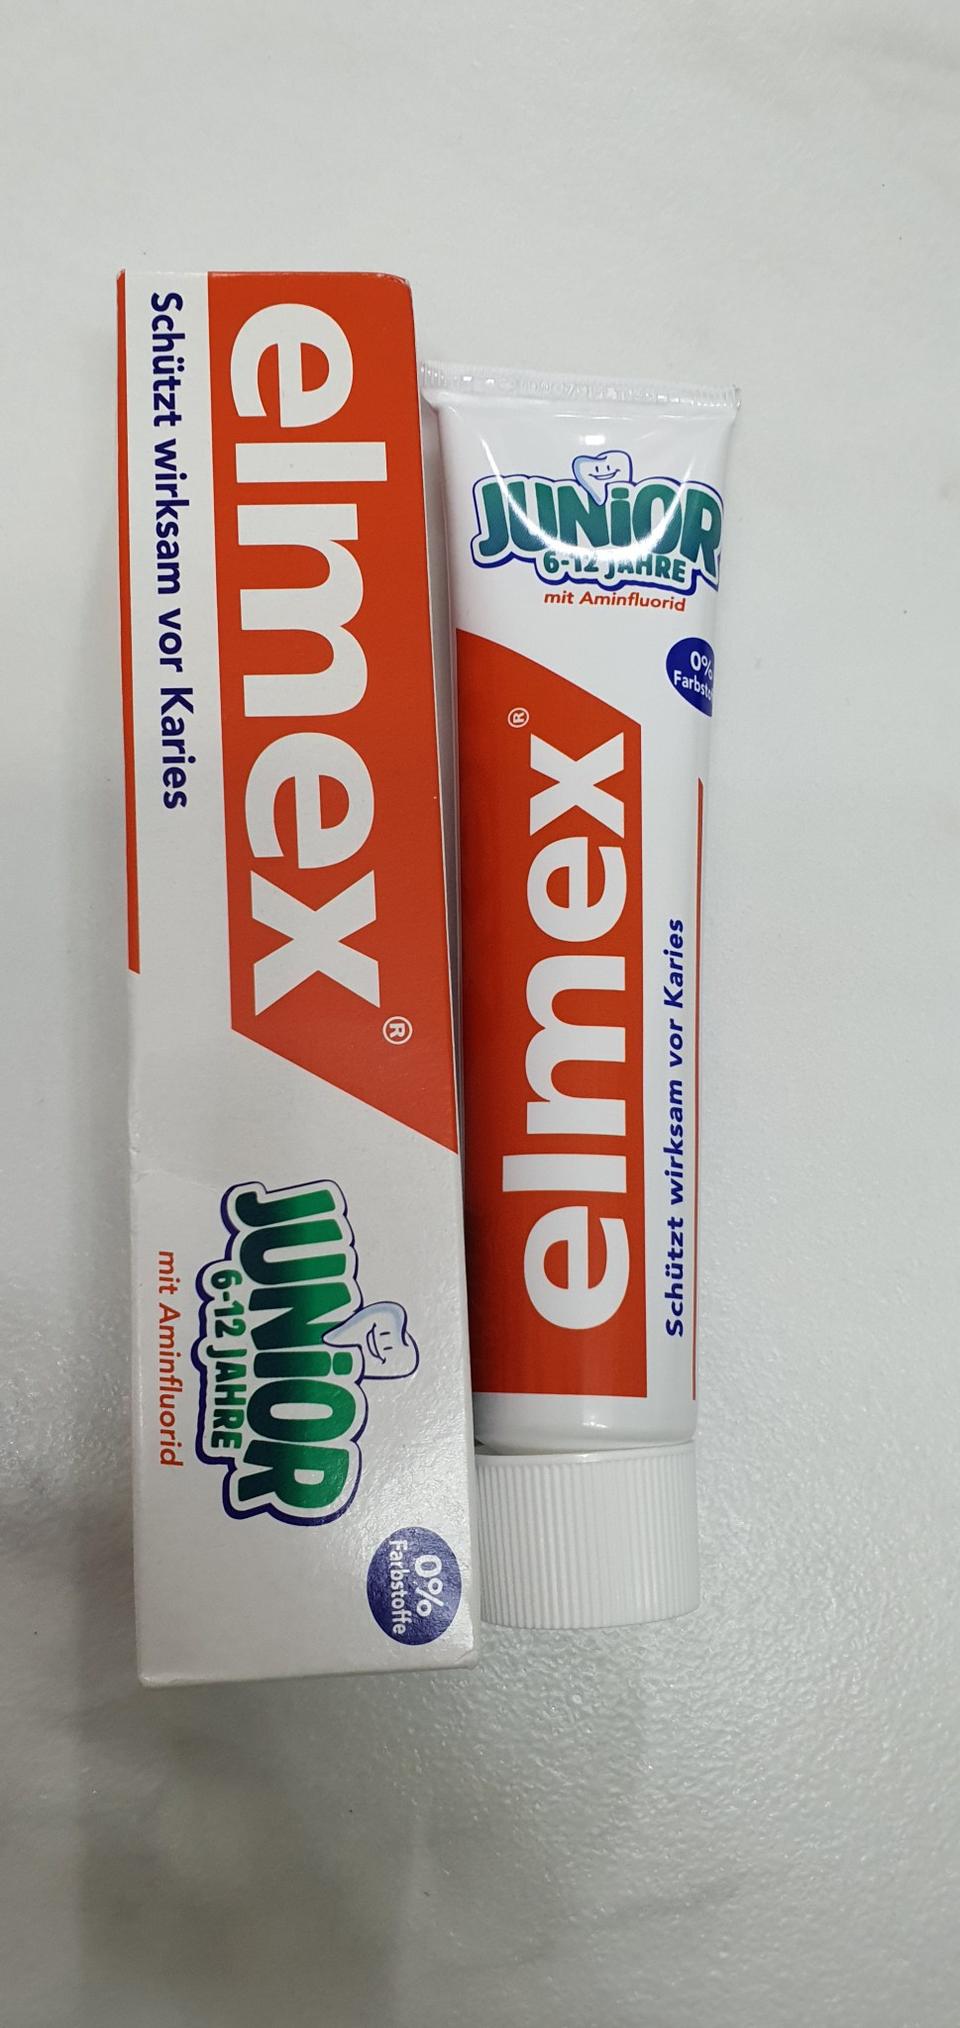 elmex®
Schützt wirksam vor Karies
JUNiOR
6-12 JAHRE
mit Aminfluorid
0%
Farbstoffe
JUNiOR
6-12 JAHRE
mit Aminfluorid
0%
elmex®
Schützt wirksam vor Karies